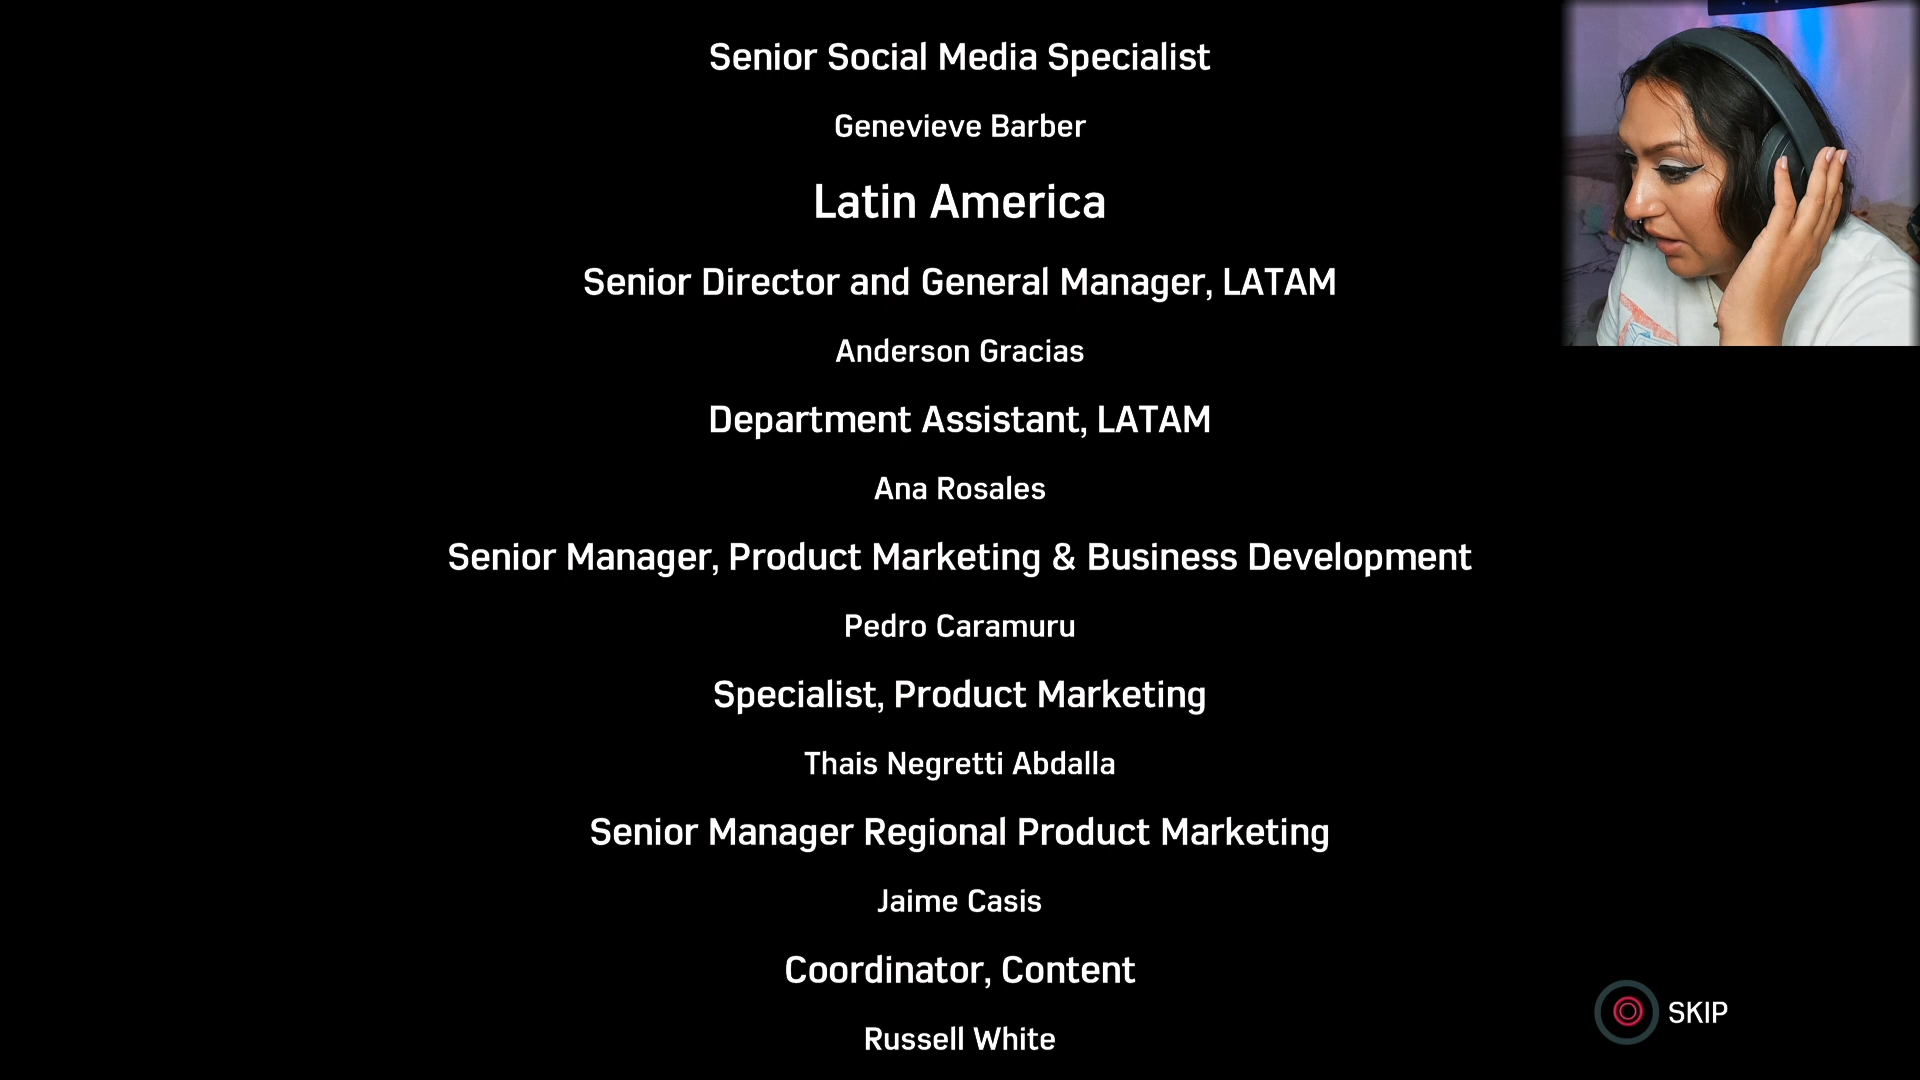 Senior Social Media Specialist
Genevieve Barber
Latin America
Senior Director and General Manager, LATAM
Anderson Gracias
Department Assistant, LATAM
Ana Rosales
Senior Manager, Product Marketing & Business Development
Pedro Caramuru
Specialist, Product Marketing
Thais Negretti Abdalla
Senior Manager Regional Product Marketing
Jaime Casis
Coordinator, Content
Russell White
SKIP